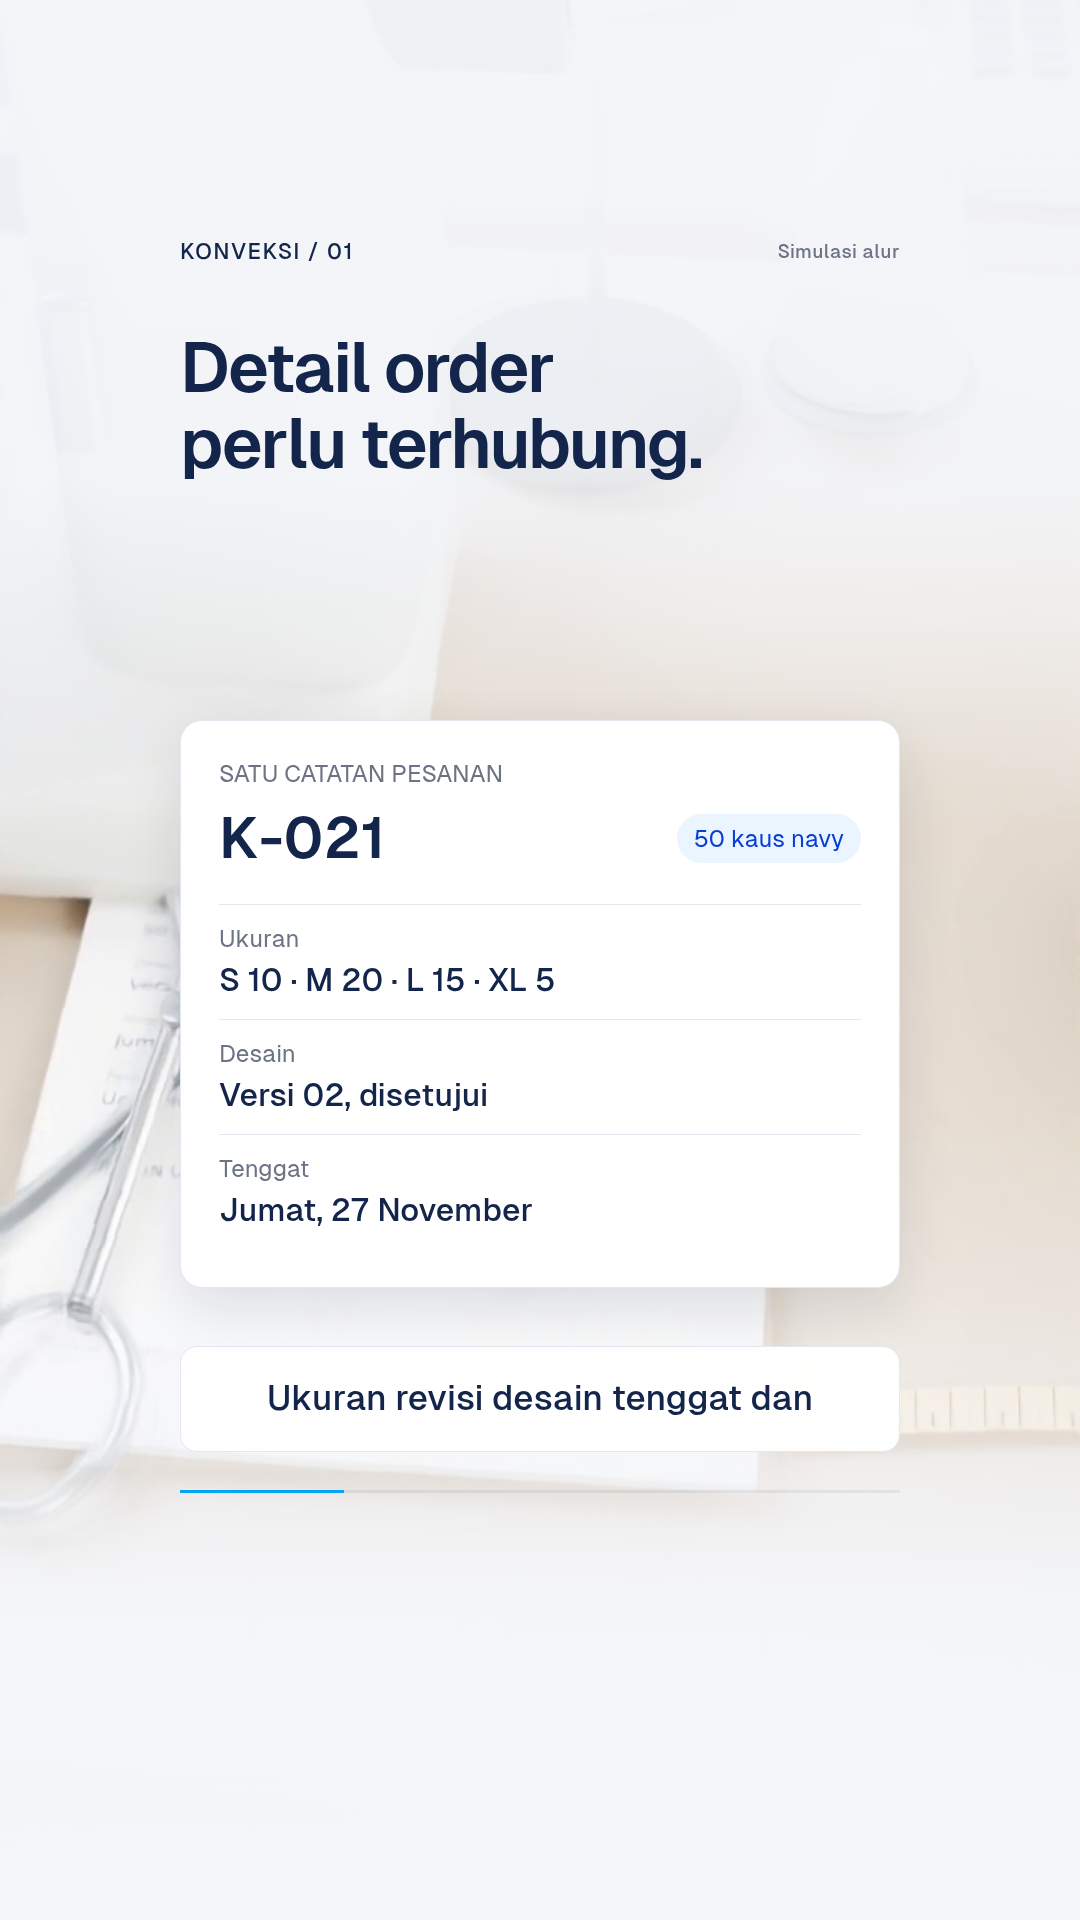 KONVEKSI / 01
Simulasi alur
Detail order
perlu terhubung.
SATU CATATAN PESANAN
K-021
50 kaus navy
Ukuran
S 10 · M 20 · L 15 · XL 5
Desain
Versi 02, disetujui
Tenggat
Jumat, 27 November
Ukuran revisi desain tenggat dan